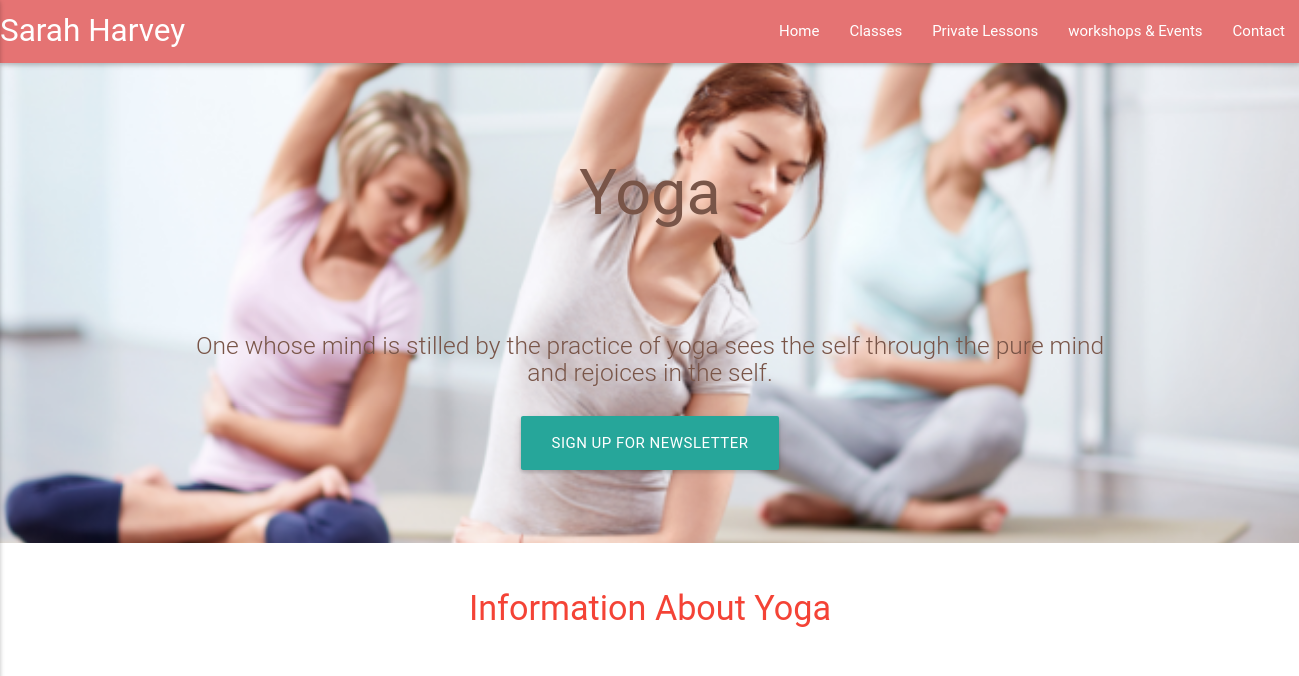 Sarah Harvey
Home Classes Private Lessons workshops & Events Contact
Yoga
One whose mind is stilled by the practice of yoga sees the self through the pure mind
and rejoices in the self.
SIGN UP FOR NEWSLETTER
Information About Yoga